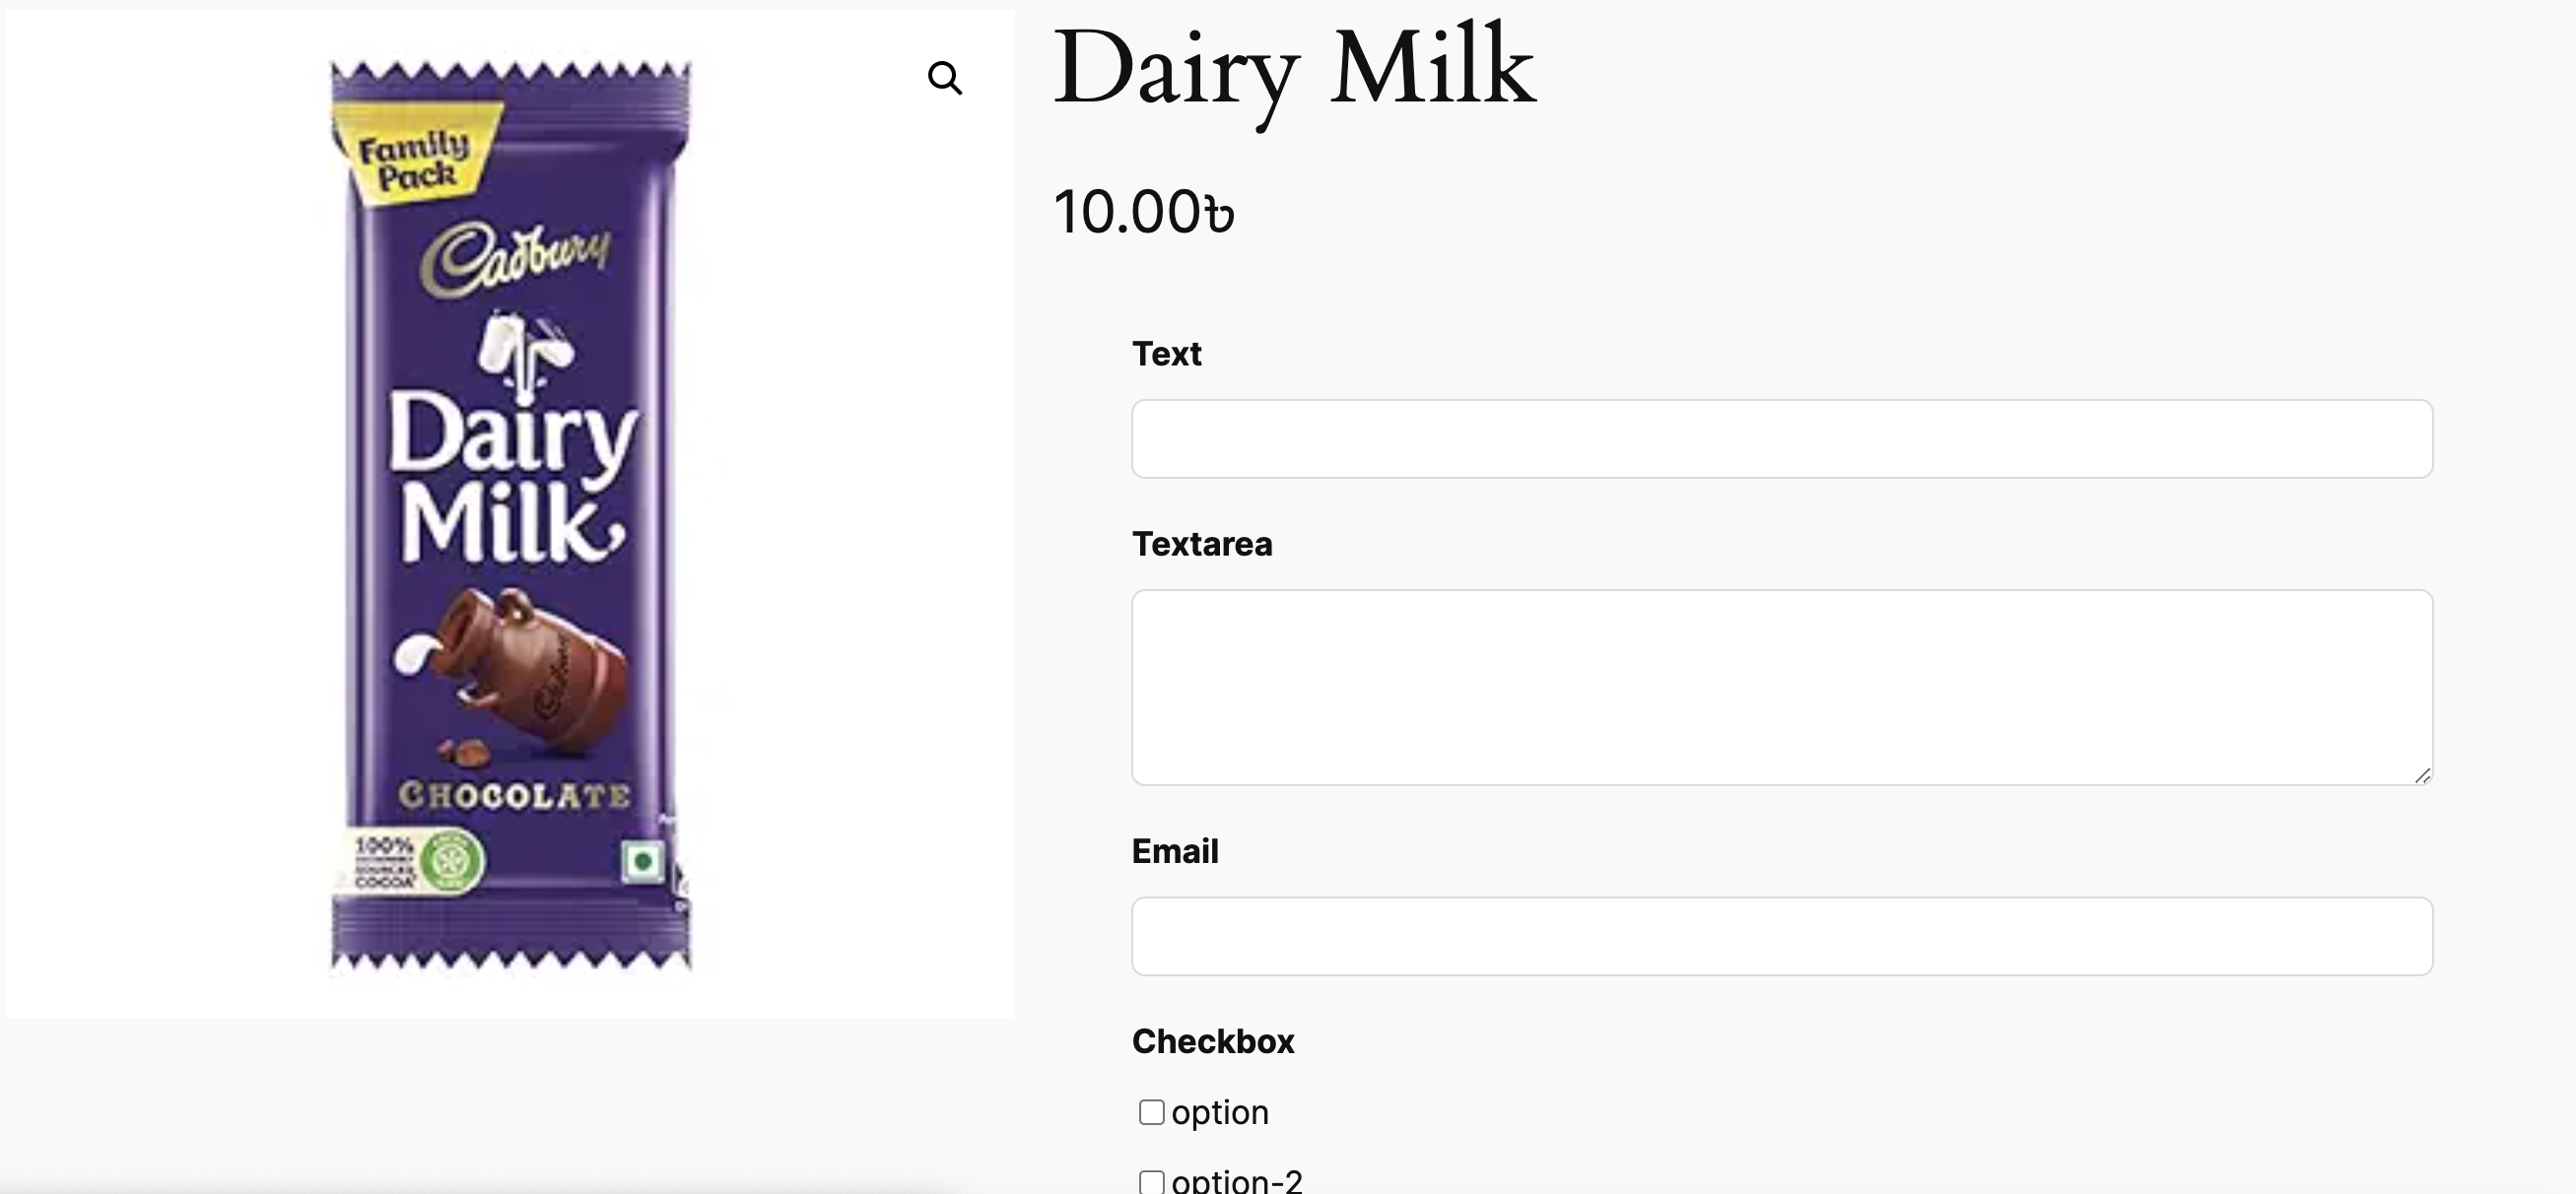 Family
Pack
Cadbury
Dairy
Milk
Cadbury
CHOCOLATE
100%
COCOA
Dairy Milk
10.00৳
Text
Textarea
Email
Checkbox
option
option-2